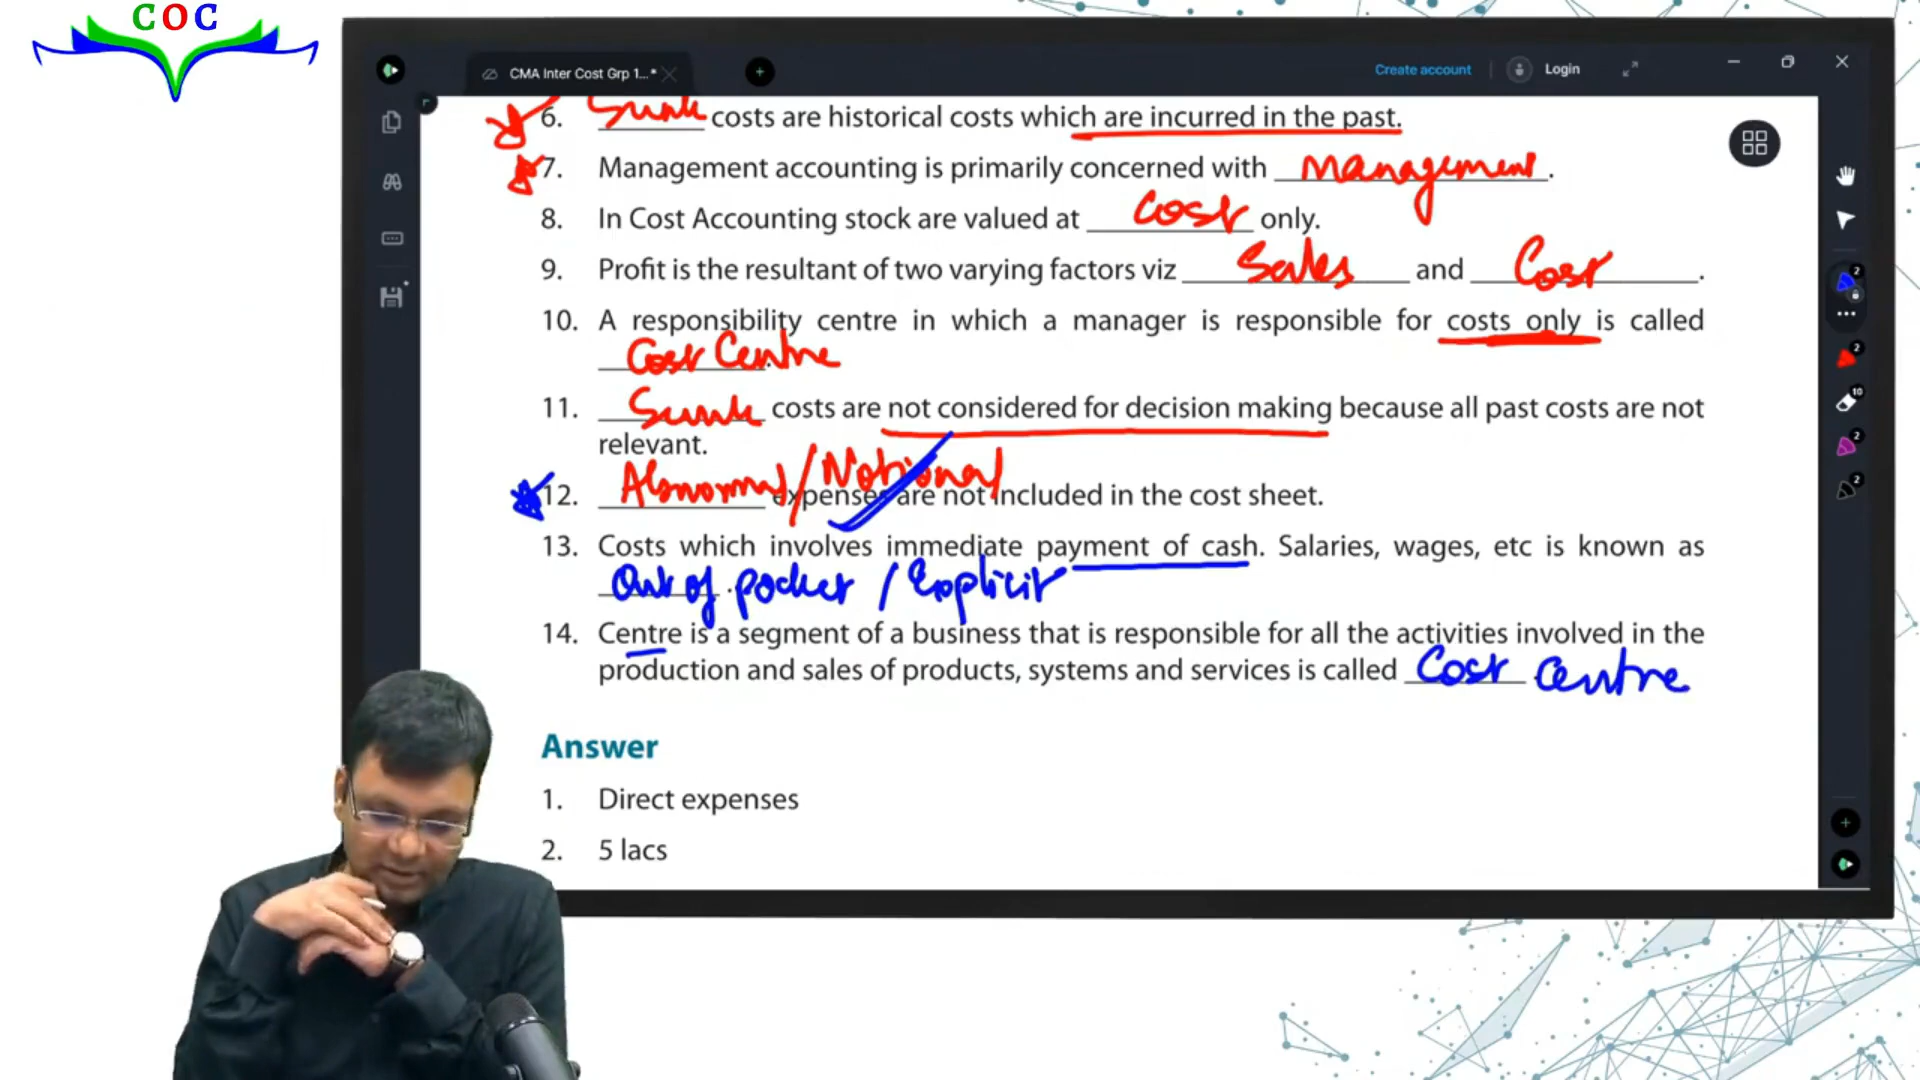 COC
CMA Inter Cost Grp 1...*
Create account
Login
6. Sunk costs are historical costs which are incurred in the past.
7. Management accounting is primarily concerned with management.
8. In Cost Accounting stock are valued at Cost only.
9. Profit is the resultant of two varying factors viz Sales and Cost.
10. A responsibility centre in which a manager is responsible for costs only is called
Cost Centre.
11. Sunk costs are not considered for decision making because all past costs are not
relevant.
12. Abnormal/Notional expenses are not included in the cost sheet.
13. Costs which involves immediate payment of cash. Salaries, wages, etc is known as
Out of pocket / Explicit.
14. Centre is a segment of a business that is responsible for all the activities involved in the
production and sales of products, systems and services is called Cost Centre
Answer
1. Direct expenses
2. 5 lacs
2
2
10
2
2